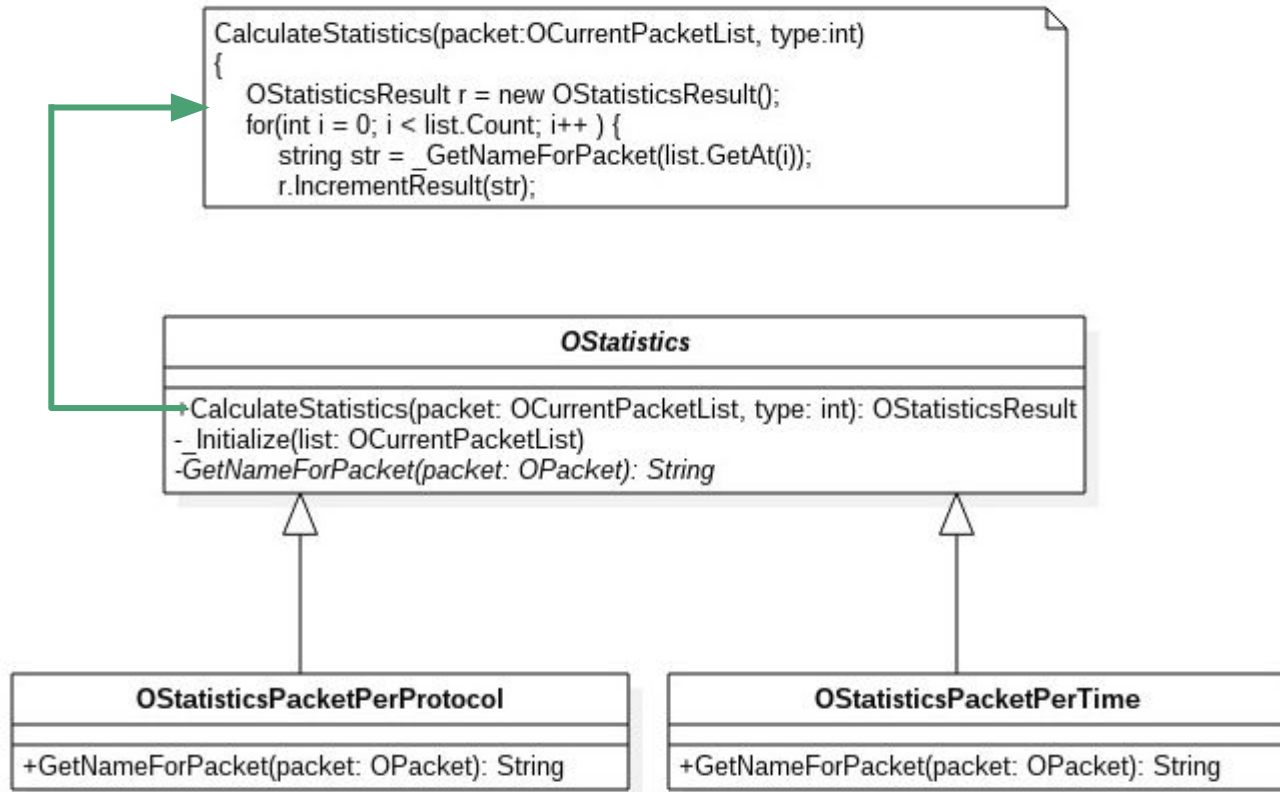 CalculateStatistics(packet:OCurrentPacketList, type:int)
{
OStatisticsResult r = new OStatisticsResult();
for(int i = 0; i < list.Count; i++ ) {
string str = _GetNameForPacket(list.GetAt(i));
r.IncrementResult(str);
OStatistics
+CalculateStatistics(packet: OCurrentPacketList, type: int): OStatisticsResult
-_Initialize(list: OCurrentPacketList)
-GetNameForPacket(packet: OPacket): String
OStatisticsPacketPerProtocol
+GetNameForPacket(packet: OPacket): String
OStatisticsPacketPerTime
+GetNameForPacket(packet: OPacket): String